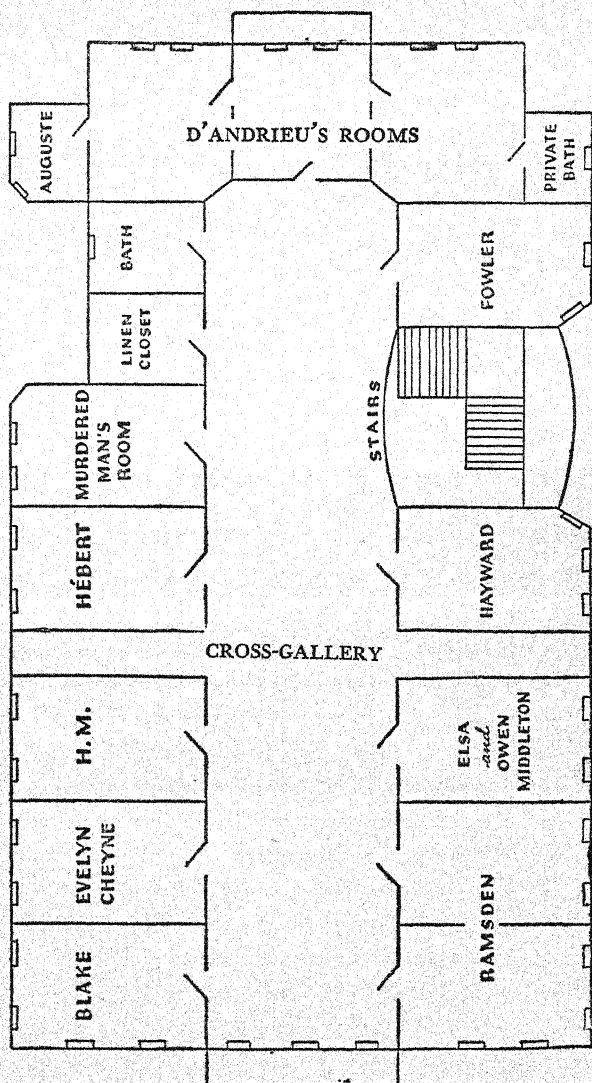 D'ANDRIEU'S ROOMS
AUGUSTE
PRIVATE
BATH
BATH
FOWLER
LINEN
CLOSET
STAIRS
MURDERED
MAN'S
ROOM
HÉBERT
HAYWARD
CROSS-GALLERY
H.M.
ELSA
and
OWEN
MIDDLETON
EVELYN
CHEYNE
RAMSDEN
BLAKE